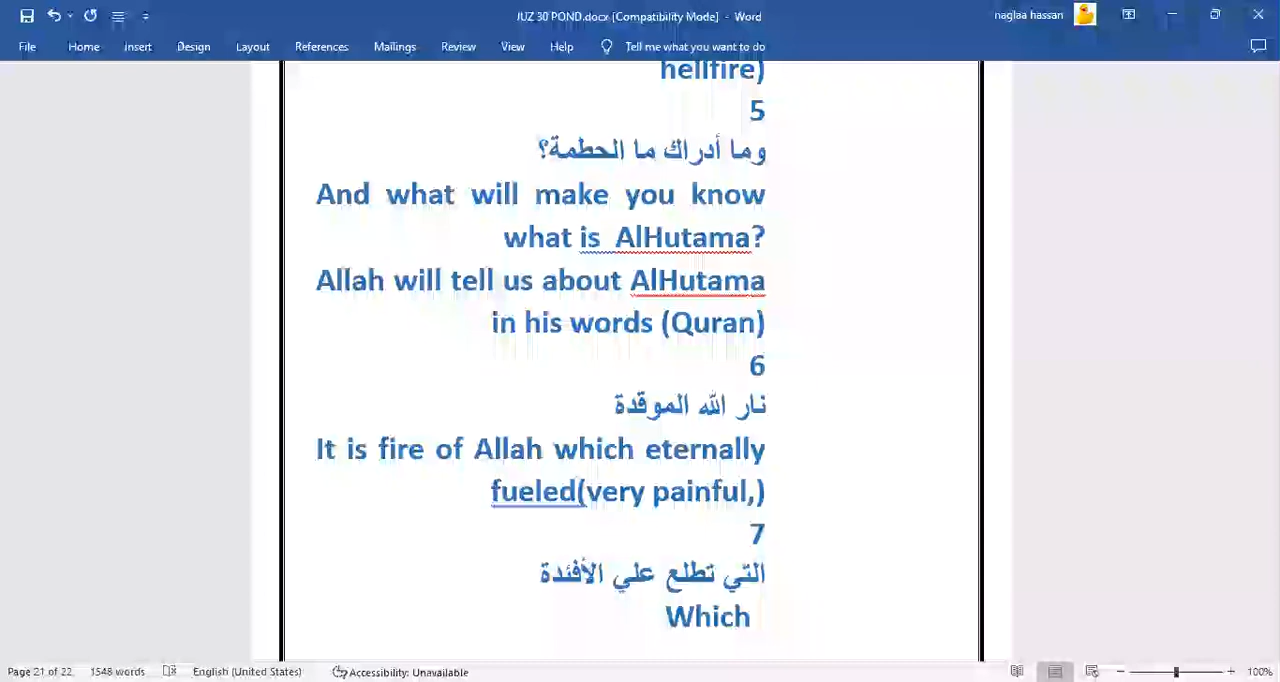 JUZ 30 POND.docx [Compatibility Mode] - Word
naglaa hassan
File Home Insert Design Layout References Mailings Review View Help Tell me what you want to do
hellfire)
5
وما أدراك ما الحطمة؟
And what will make you know
what is AlHutama?
Allah will tell us about AlHutama
in his words (Quran)
6
نار الله الموقدة
It is fire of Allah which eternally
fueled(very painful,)
7
التي تطلع علي الأفئدة
Which
Page 21 of 22 1548 words English (United States) Accessibility: Unavailable 100%